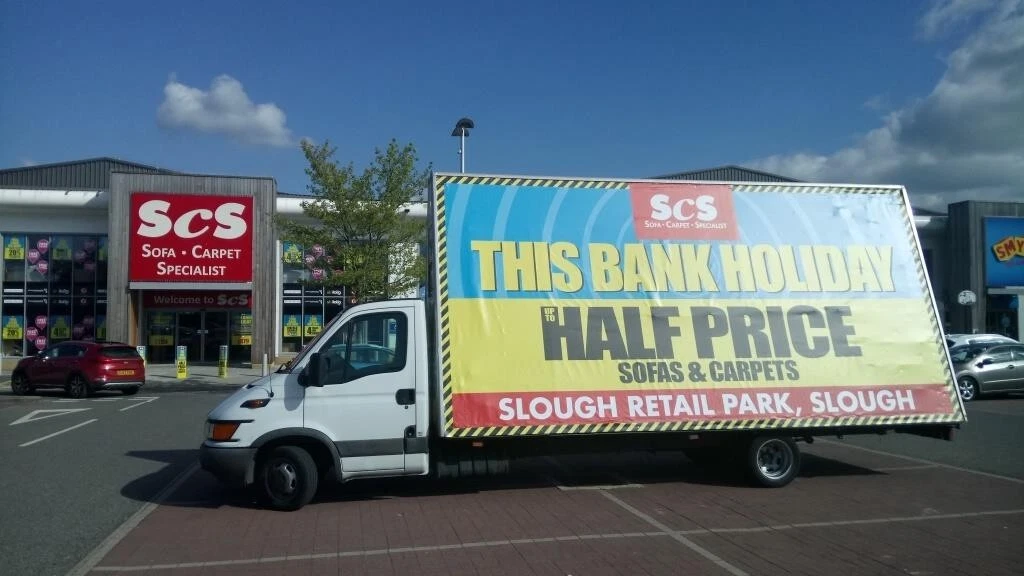 ScS
SOFA · CARPET
SPECIALIST
Welcome to ScS
ScS
SOFA · CARPET · SPECIALIST
THIS BANK HOLIDAY
UP TO
HALF PRICE
SOFAS & CARPETS
SLOUGH RETAIL PARK, SLOUGH